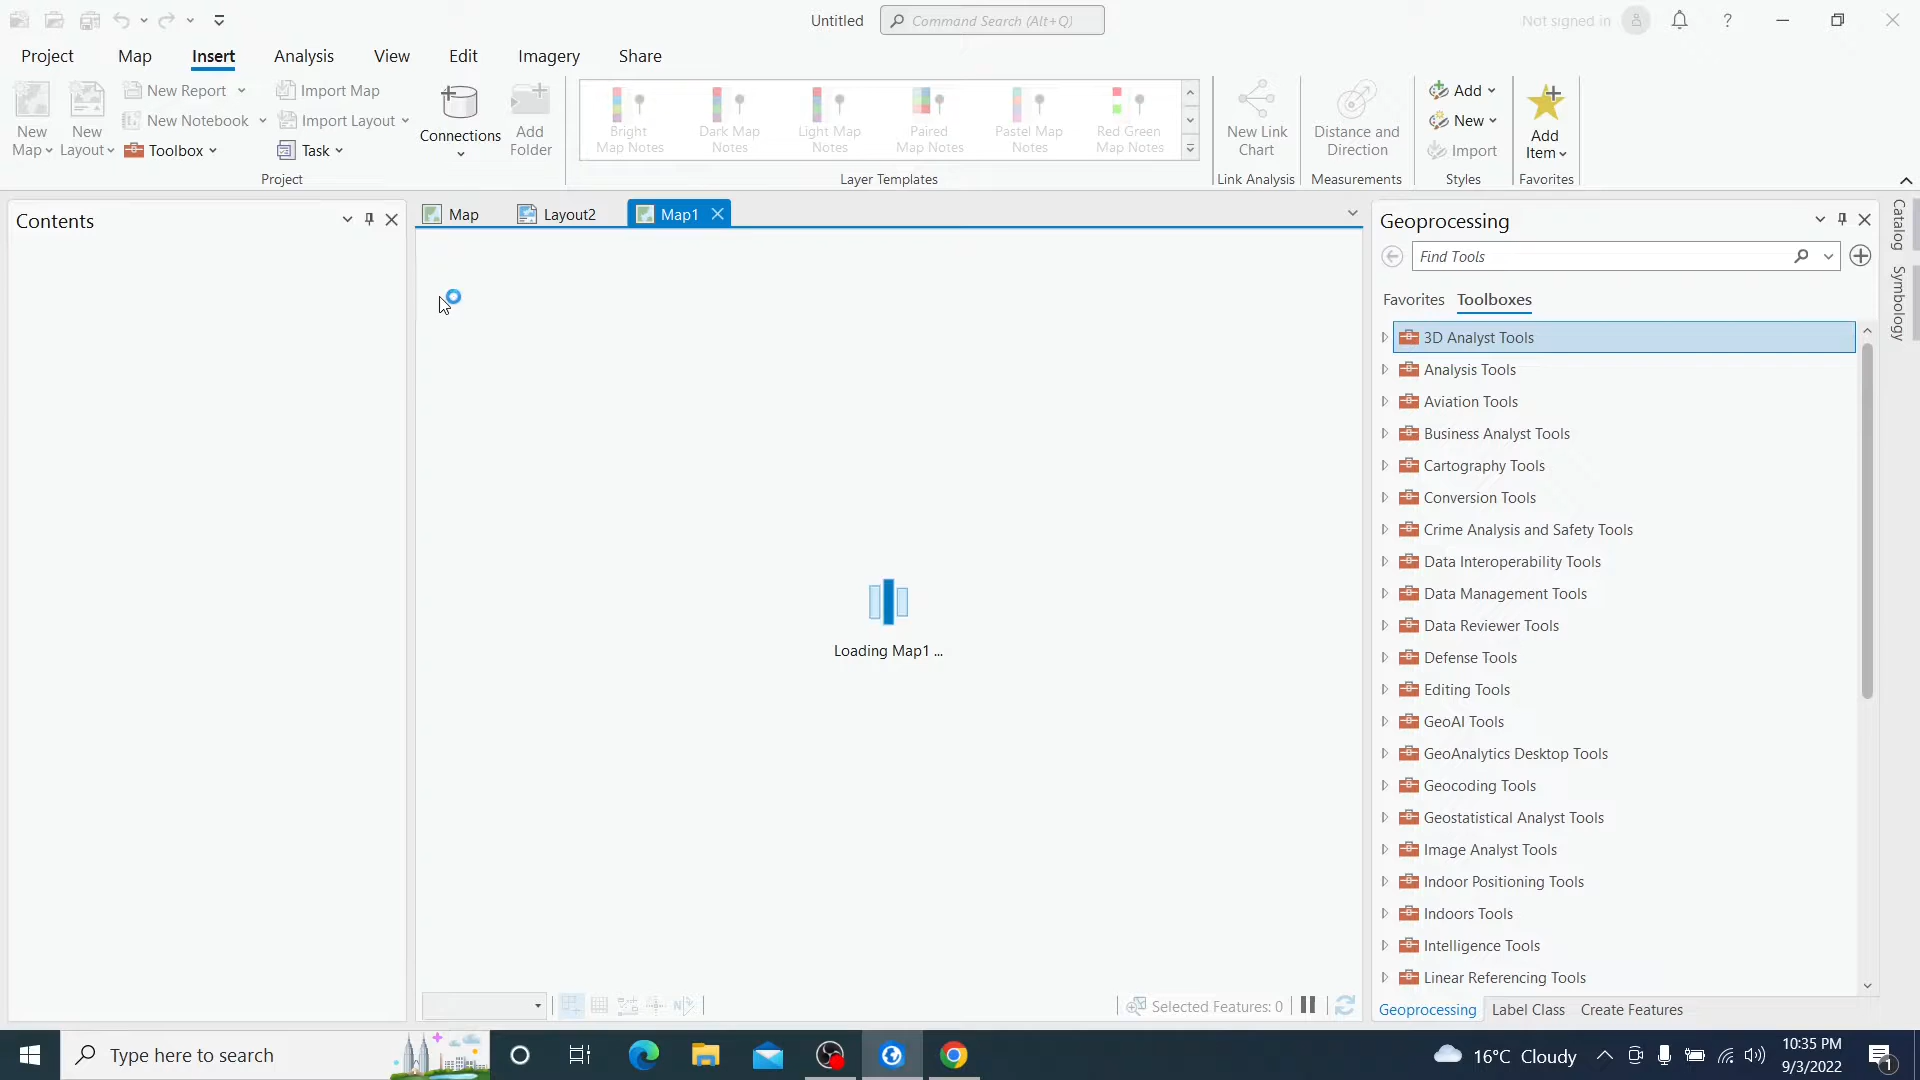 Untitled
Command Search (Alt+Q)
Not signed in
?
Project
Map
Insert
Analysis
View
Edit
Imagery
Share
New Map
New Layout
New Report
New Notebook
Toolbox
Import Map
Import Layout
Task
Connections
Add Folder
Project
Bright Map Notes
Dark Map Notes
Light Map Notes
Paired Map Notes
Pastel Map Notes
Red Green Map Notes
Layer Templates
New Link Chart
Link Analysis
Distance and Direction
Measurements
Add
New
Import
Styles
Add Item
Favorites
Contents
Map
Layout2
Map1
Loading Map1 ...
Selected Features: 0
Geoprocessing
Find Tools
Favorites
Toolboxes
3D Analyst Tools
Analysis Tools
Aviation Tools
Business Analyst Tools
Cartography Tools
Conversion Tools
Crime Analysis and Safety Tools
Data Interoperability Tools
Data Management Tools
Data Reviewer Tools
Defense Tools
Editing Tools
GeoAI Tools
GeoAnalytics Desktop Tools
Geocoding Tools
Geostatistical Analyst Tools
Image Analyst Tools
Indoor Positioning Tools
Indoors Tools
Intelligence Tools
Linear Referencing Tools
Geoprocessing
Label Class
Create Features
Catalog
Symbology
Type here to search
16°C Cloudy
10:35 PM
9/3/2022
1